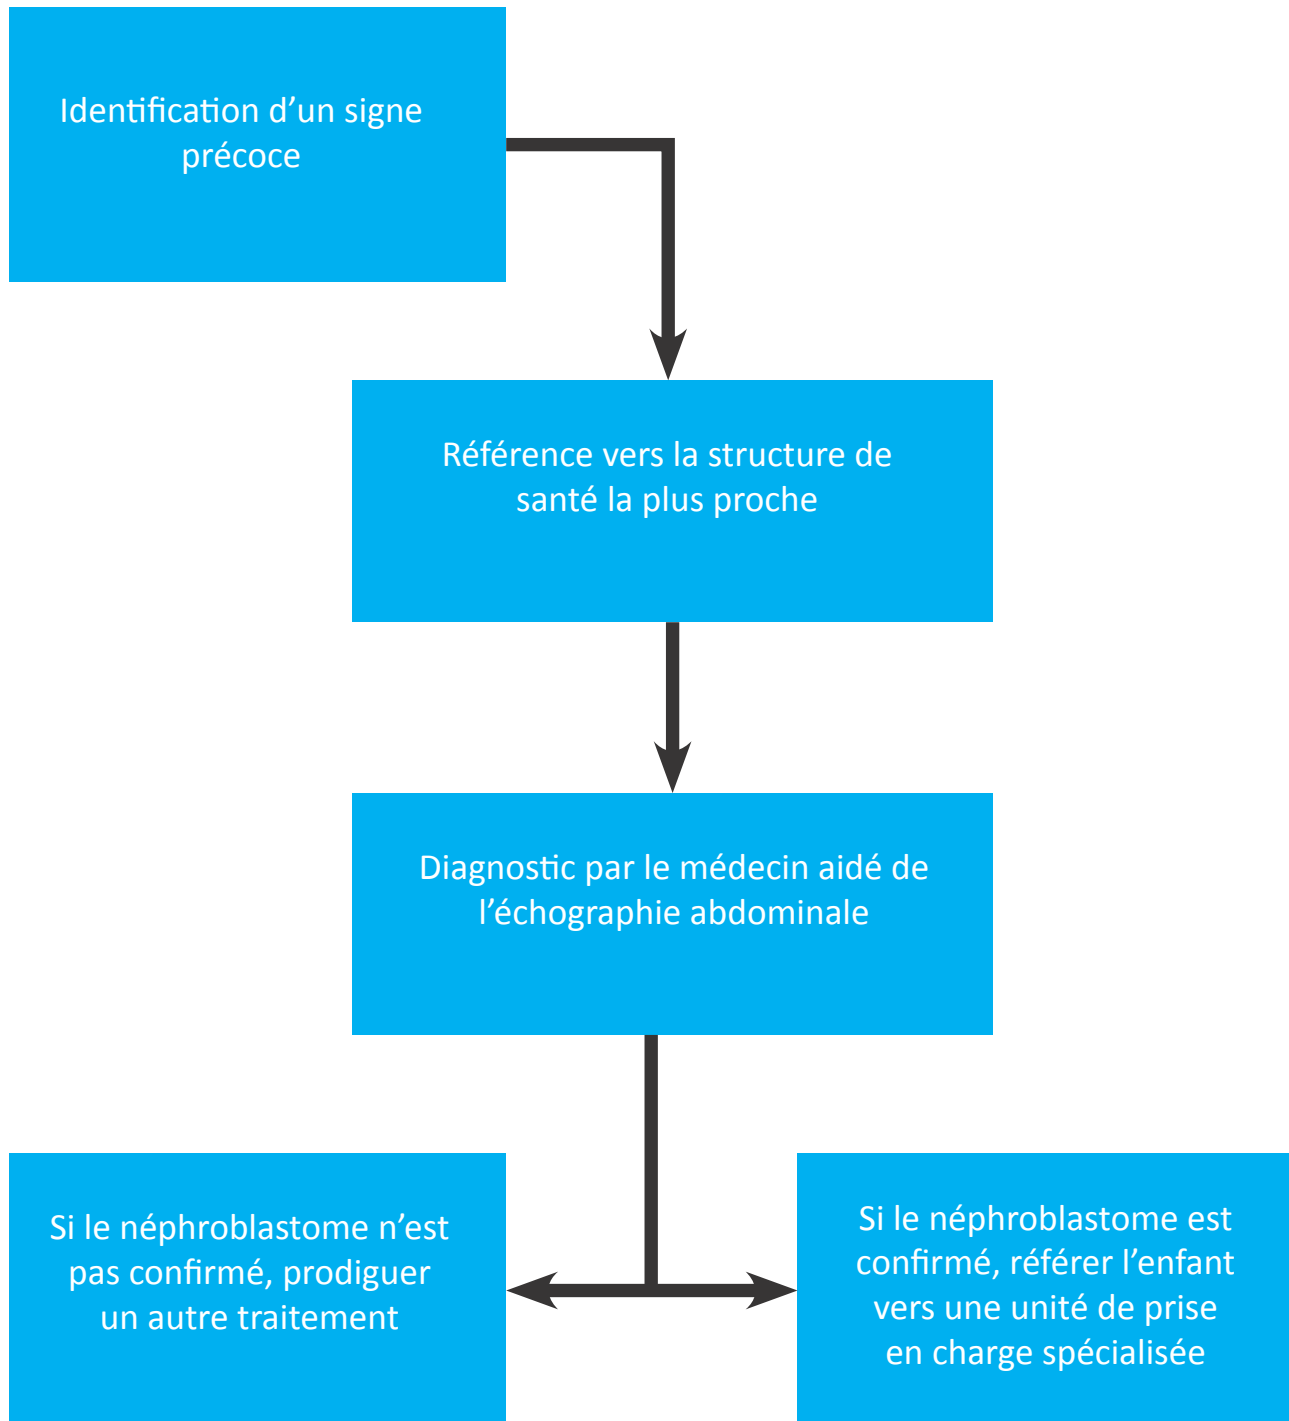 Identification d’un signe
précoce
Référence vers la structure de
santé la plus proche
Diagnostic par le médecin aidé de
l’échographie abdominale
Si le néphroblastome n’est
pas confirmé, prodiguer
un autre traitement
Si le néphroblastome est
confirmé, référer l’enfant
vers une unité de prise
en charge spécialisée